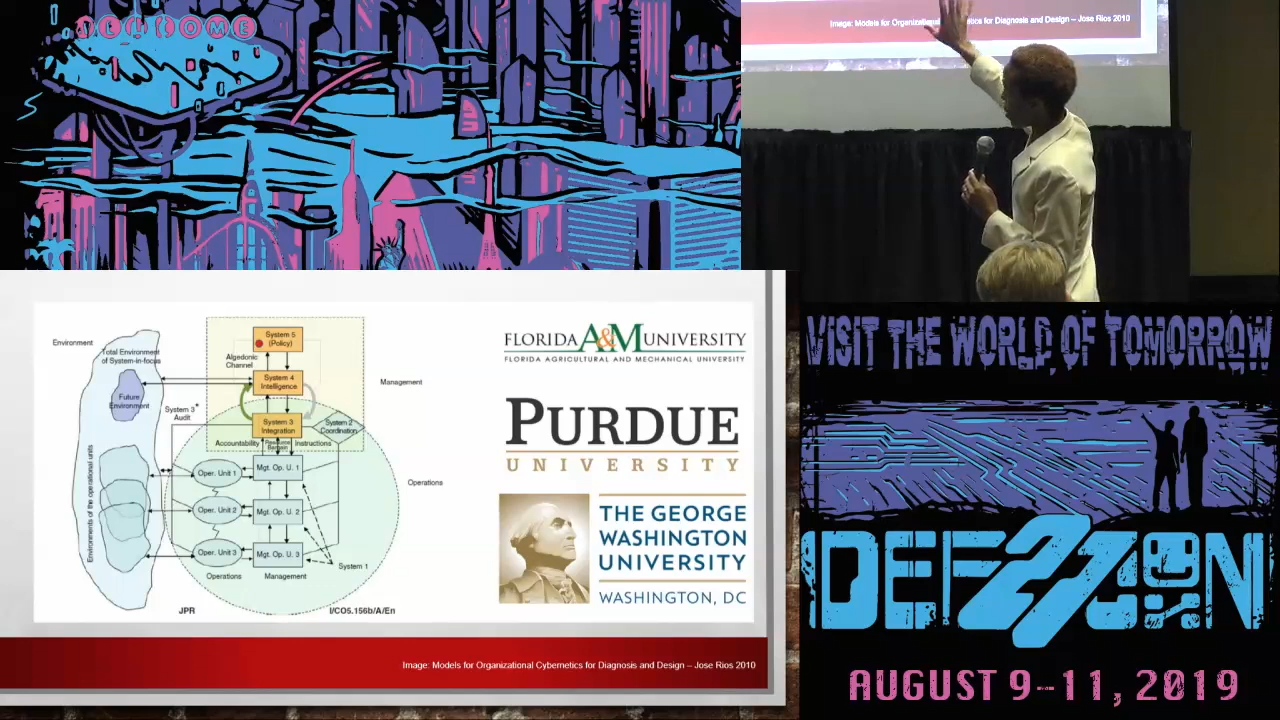 WELCOME
Image: Models for Organizational Cybernetics for Diagnosis and Design – Jose Rios 2010
Environment
Total Environment
of System-in-focus
Future
Environment
System 3*
Audit
Environments of the operational units
System 5
(Policy)
Algedonic
Channel
System 4
Intelligence
Management
System 3
Integration
System 2
Coordination
Accountability
Resource
Bargain
Instructions
Oper. Unit 1
Mgt. Op. U. 1
Operations
Oper. Unit 2
Mgt. Op. U. 2
Oper. Unit 3
Mgt. Op. U. 3
System 1
Operations
Management
JPR
I/CO5.156b/A/En
FLORIDA A&M UNIVERSITY
FLORIDA AGRICULTURAL AND MECHANICAL UNIVERSITY
PURDUE
UNIVERSITY
THE GEORGE
WASHINGTON
UNIVERSITY
WASHINGTON, DC
Image: Models for Organizational Cybernetics for Diagnosis and Design – Jose Rios 2010
VISIT THE WORLD OF TOMORROW
DEF 27 CON
AUGUST 9-11, 2019